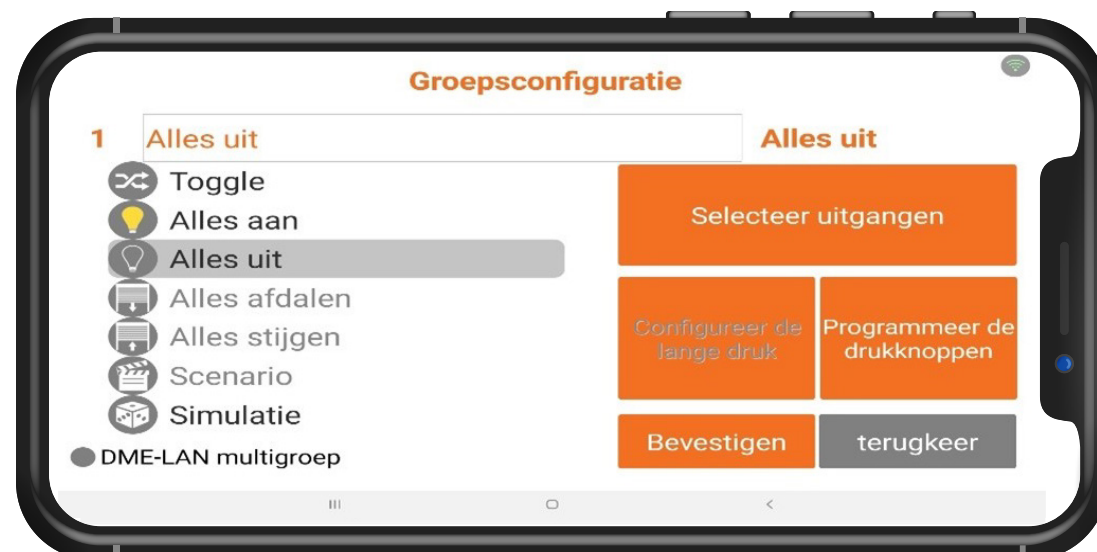 Groepsconfiguratie
1 Alles uit Alles uit
Toggle
Alles aan
Alles uit
Alles afdalen
Alles stijgen
Scenario
Simulatie
DME-LAN multigroep
Selecteer uitgangen
Configureer de
lange druk
Programmeer de
drukknoppen
Bevestigen
terugkeer